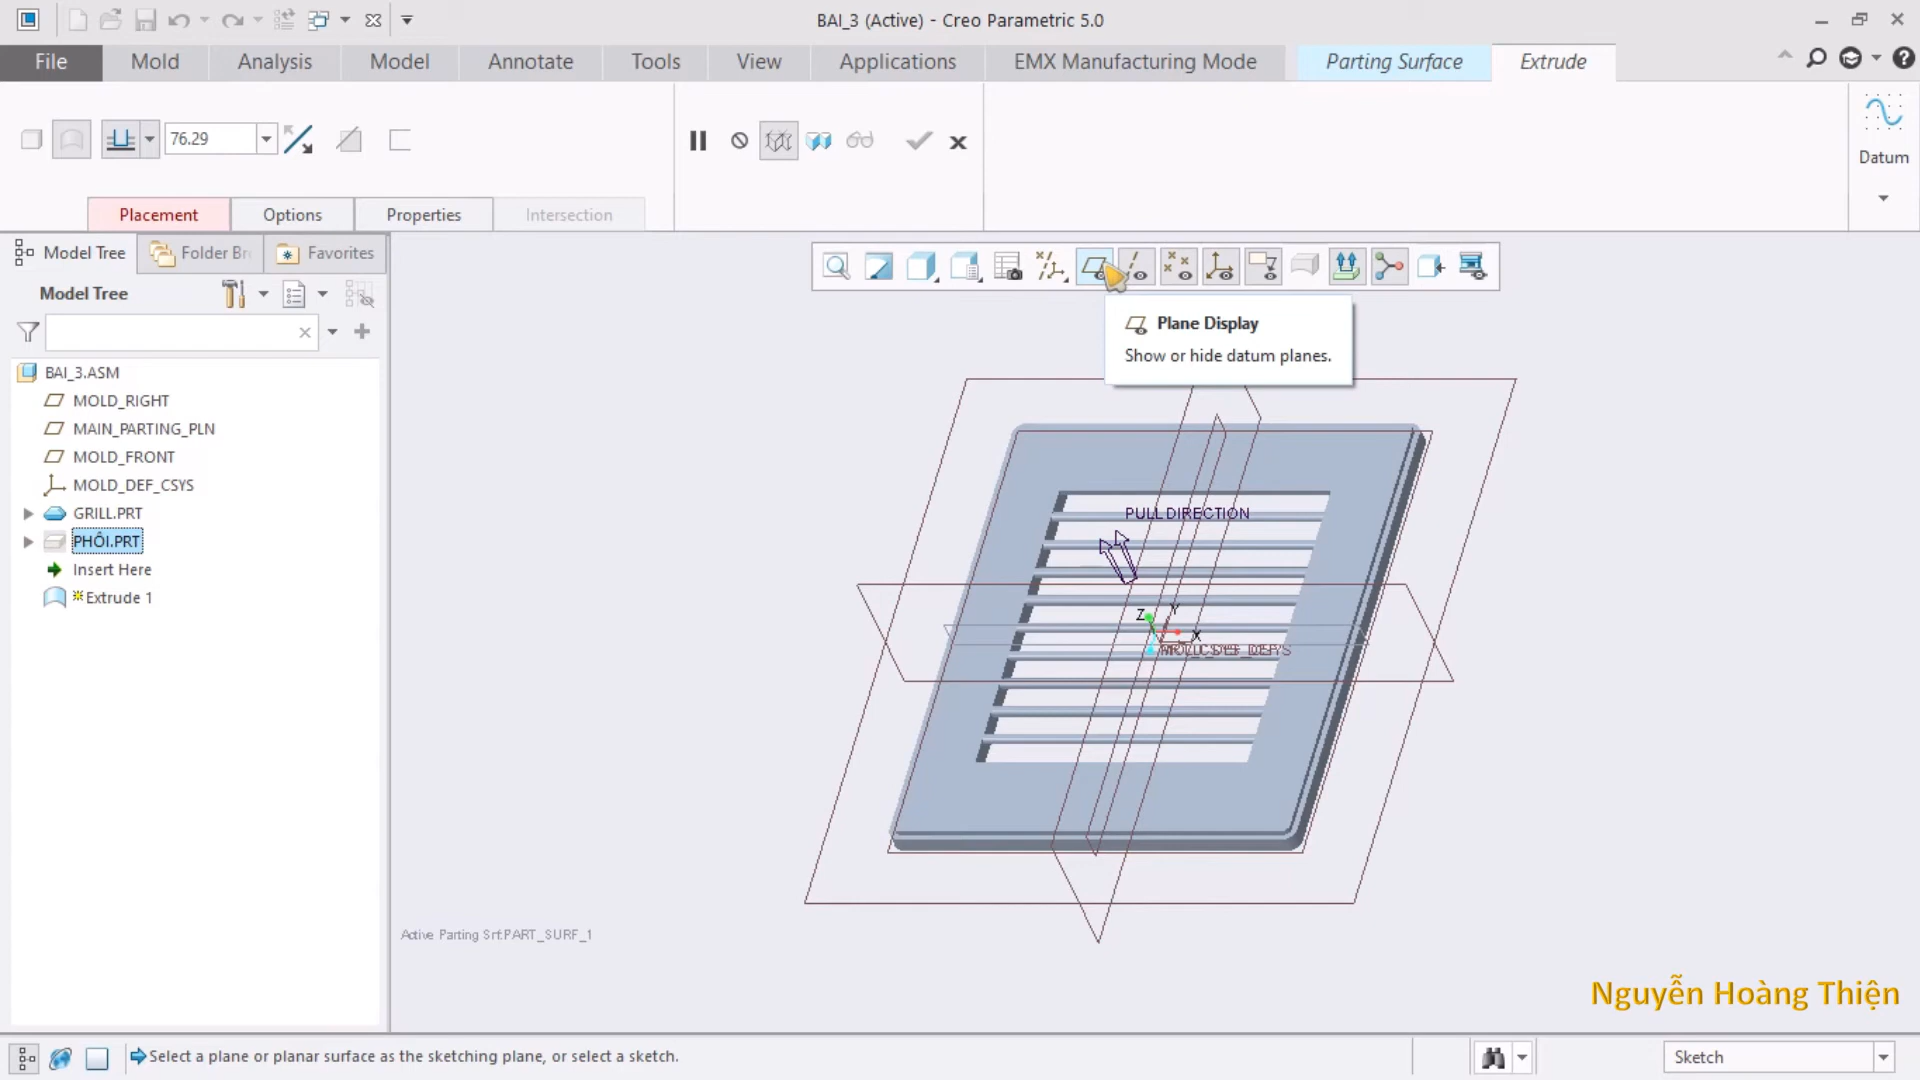 BAI_3 (Active) - Creo Parametric 5.0
File Mold Analysis Model Annotate Tools View Applications EMX Manufacturing Mode Parting Surface Extrude
76.29
Datum
Placement Options Properties Intersection
Model Tree Folder Br Favorites
Model Tree
Plane Display
Show or hide datum planes.
BAI_3.ASM
MOLD_RIGHT
MAIN_PARTING_PLN
MOLD_FRONT
MOLD_DEF_CSYS
GRILL.PRT
PHÔI.PRT
Insert Here
Extrude 1
PULL DIRECTION
Z Y X
Active Parting Srf:PART_SURF_1
Nguyễn Hoàng Thiện
Select a plane or planar surface as the sketching plane, or select a sketch.
Sketch